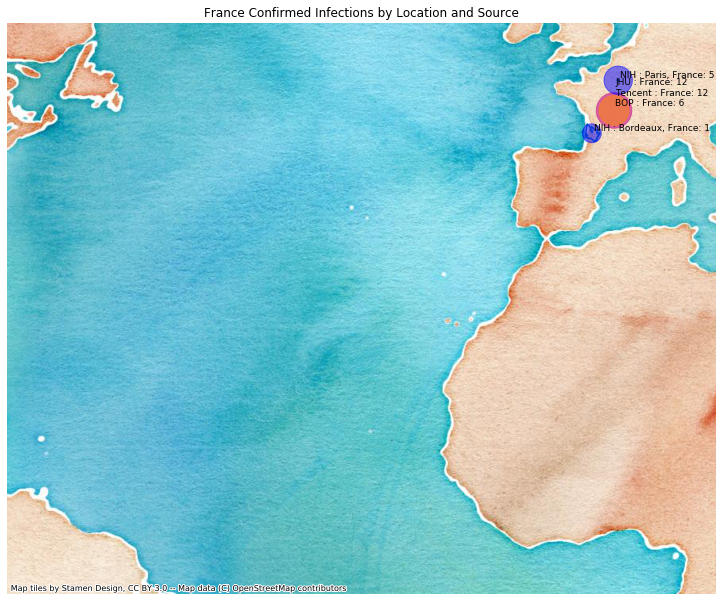 France Confirmed Infections by Location and Source
NIH : Paris, France: 5
JHU : France: 12
Tencent : France: 12
BOP : France: 6
NIH : Bordeaux, France: 1
Map tiles by Stamen Design, CC BY 3.0 -- Map data (C) OpenStreetMap contributors